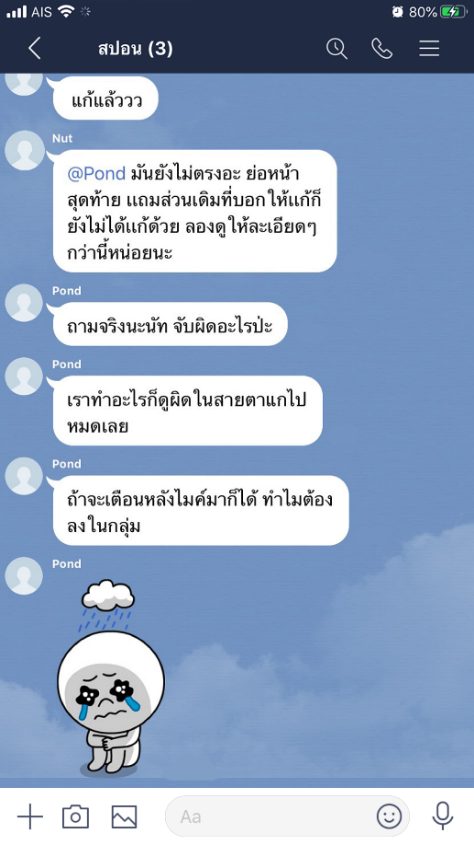 AIS 80%
สปอน (3)
แก้แล้ววว
Nut
@Pond มันยังไม่ตรงอะ ย่อหน้า
สุดท้าย แถมส่วนเดิมที่บอกให้แก้ก็
ยังไม่ได้แก้ด้วย ลองดูให้ละเอียดๆ
กว่านี้หน่อยนะ
Pond
ถามจริงนะนัท จับผิดอะไรป่ะ
Pond
เราทำอะไรก็ดูผิดในสายตาแกไป
หมดเลย
Pond
ถ้าจะเตือนหลังไมค์มาก็ได้ ทำไมต้อง
ลงในกลุ่ม
Pond
Aa